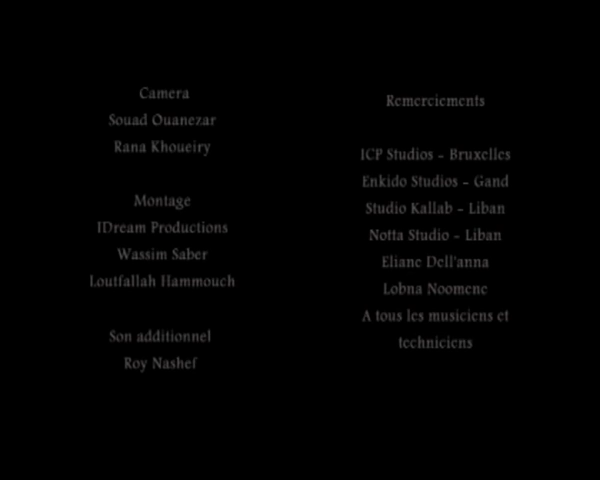 Camera
Souad Ouanezar
Rana Khoueiry
Montage
IDream Productions
Wassim Saber
Loutfallah Hammouch
Son additionnel
Roy Nashef
Remerciements
ICP Studios - Bruxelles
Enkido Studios - Gand
Studio Kallab - Liban
Notta Studio - Liban
Eliane Dell'anna
Lobna Noomene
A tous les musiciens et
techniciens